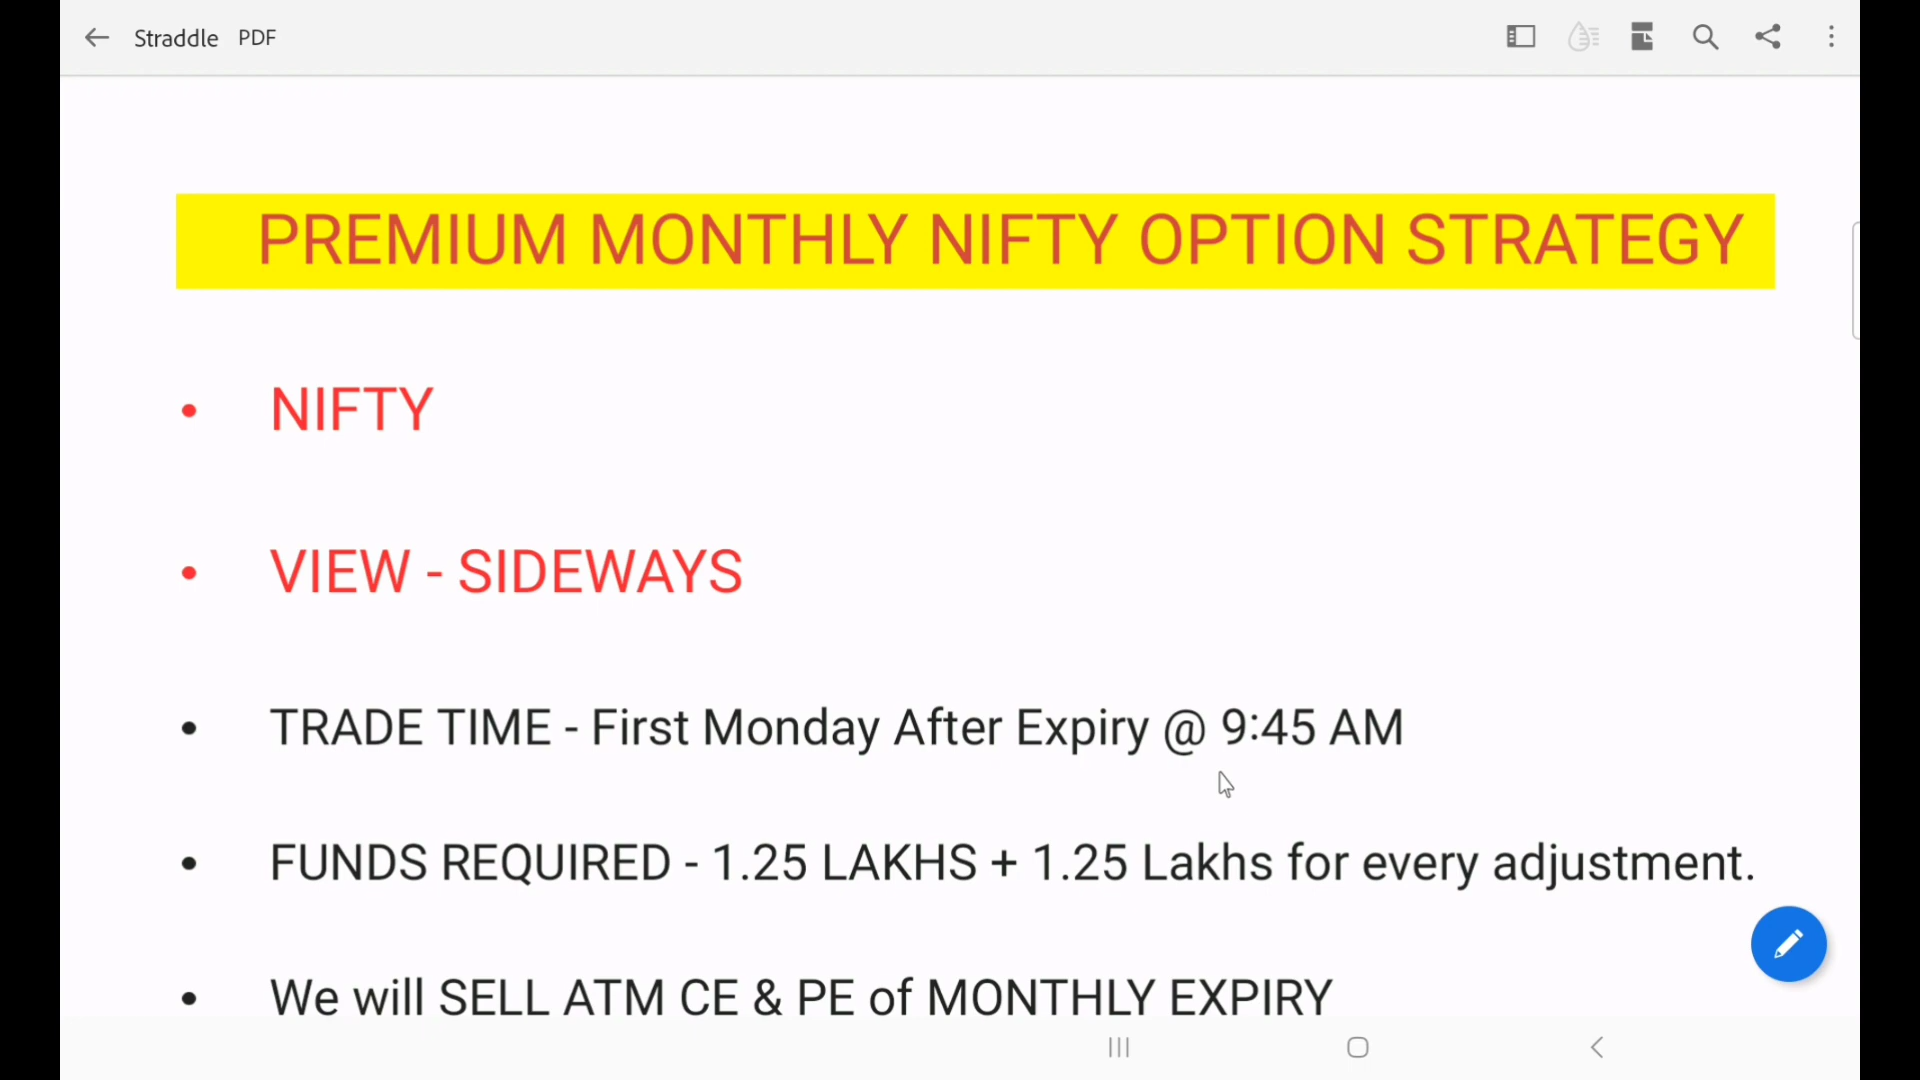 Straddle PDF
PREMIUM MONTHLY NIFTY OPTION STRATEGY
• NIFTY
• VIEW - SIDEWAYS
• TRADE TIME - First Monday After Expiry @ 9:45 AM
• FUNDS REQUIRED - 1.25 LAKHS + 1.25 Lakhs for every adjustment.
• We will SELL ATM CE & PE of MONTHLY EXPIRY